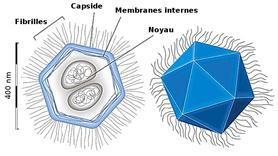 Capside
Membranes internes
Fibrilles
Noyau
400 nm